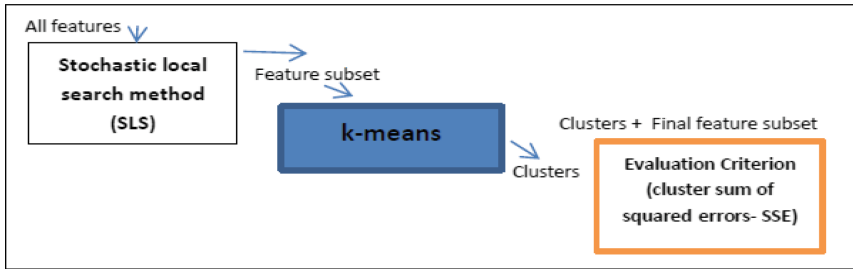 All features
Stochastic local
search method
(SLS)
Feature subset
k-means
Clusters
Clusters + Final feature subset
Evaluation Criterion
(cluster sum of
squared errors- SSE)